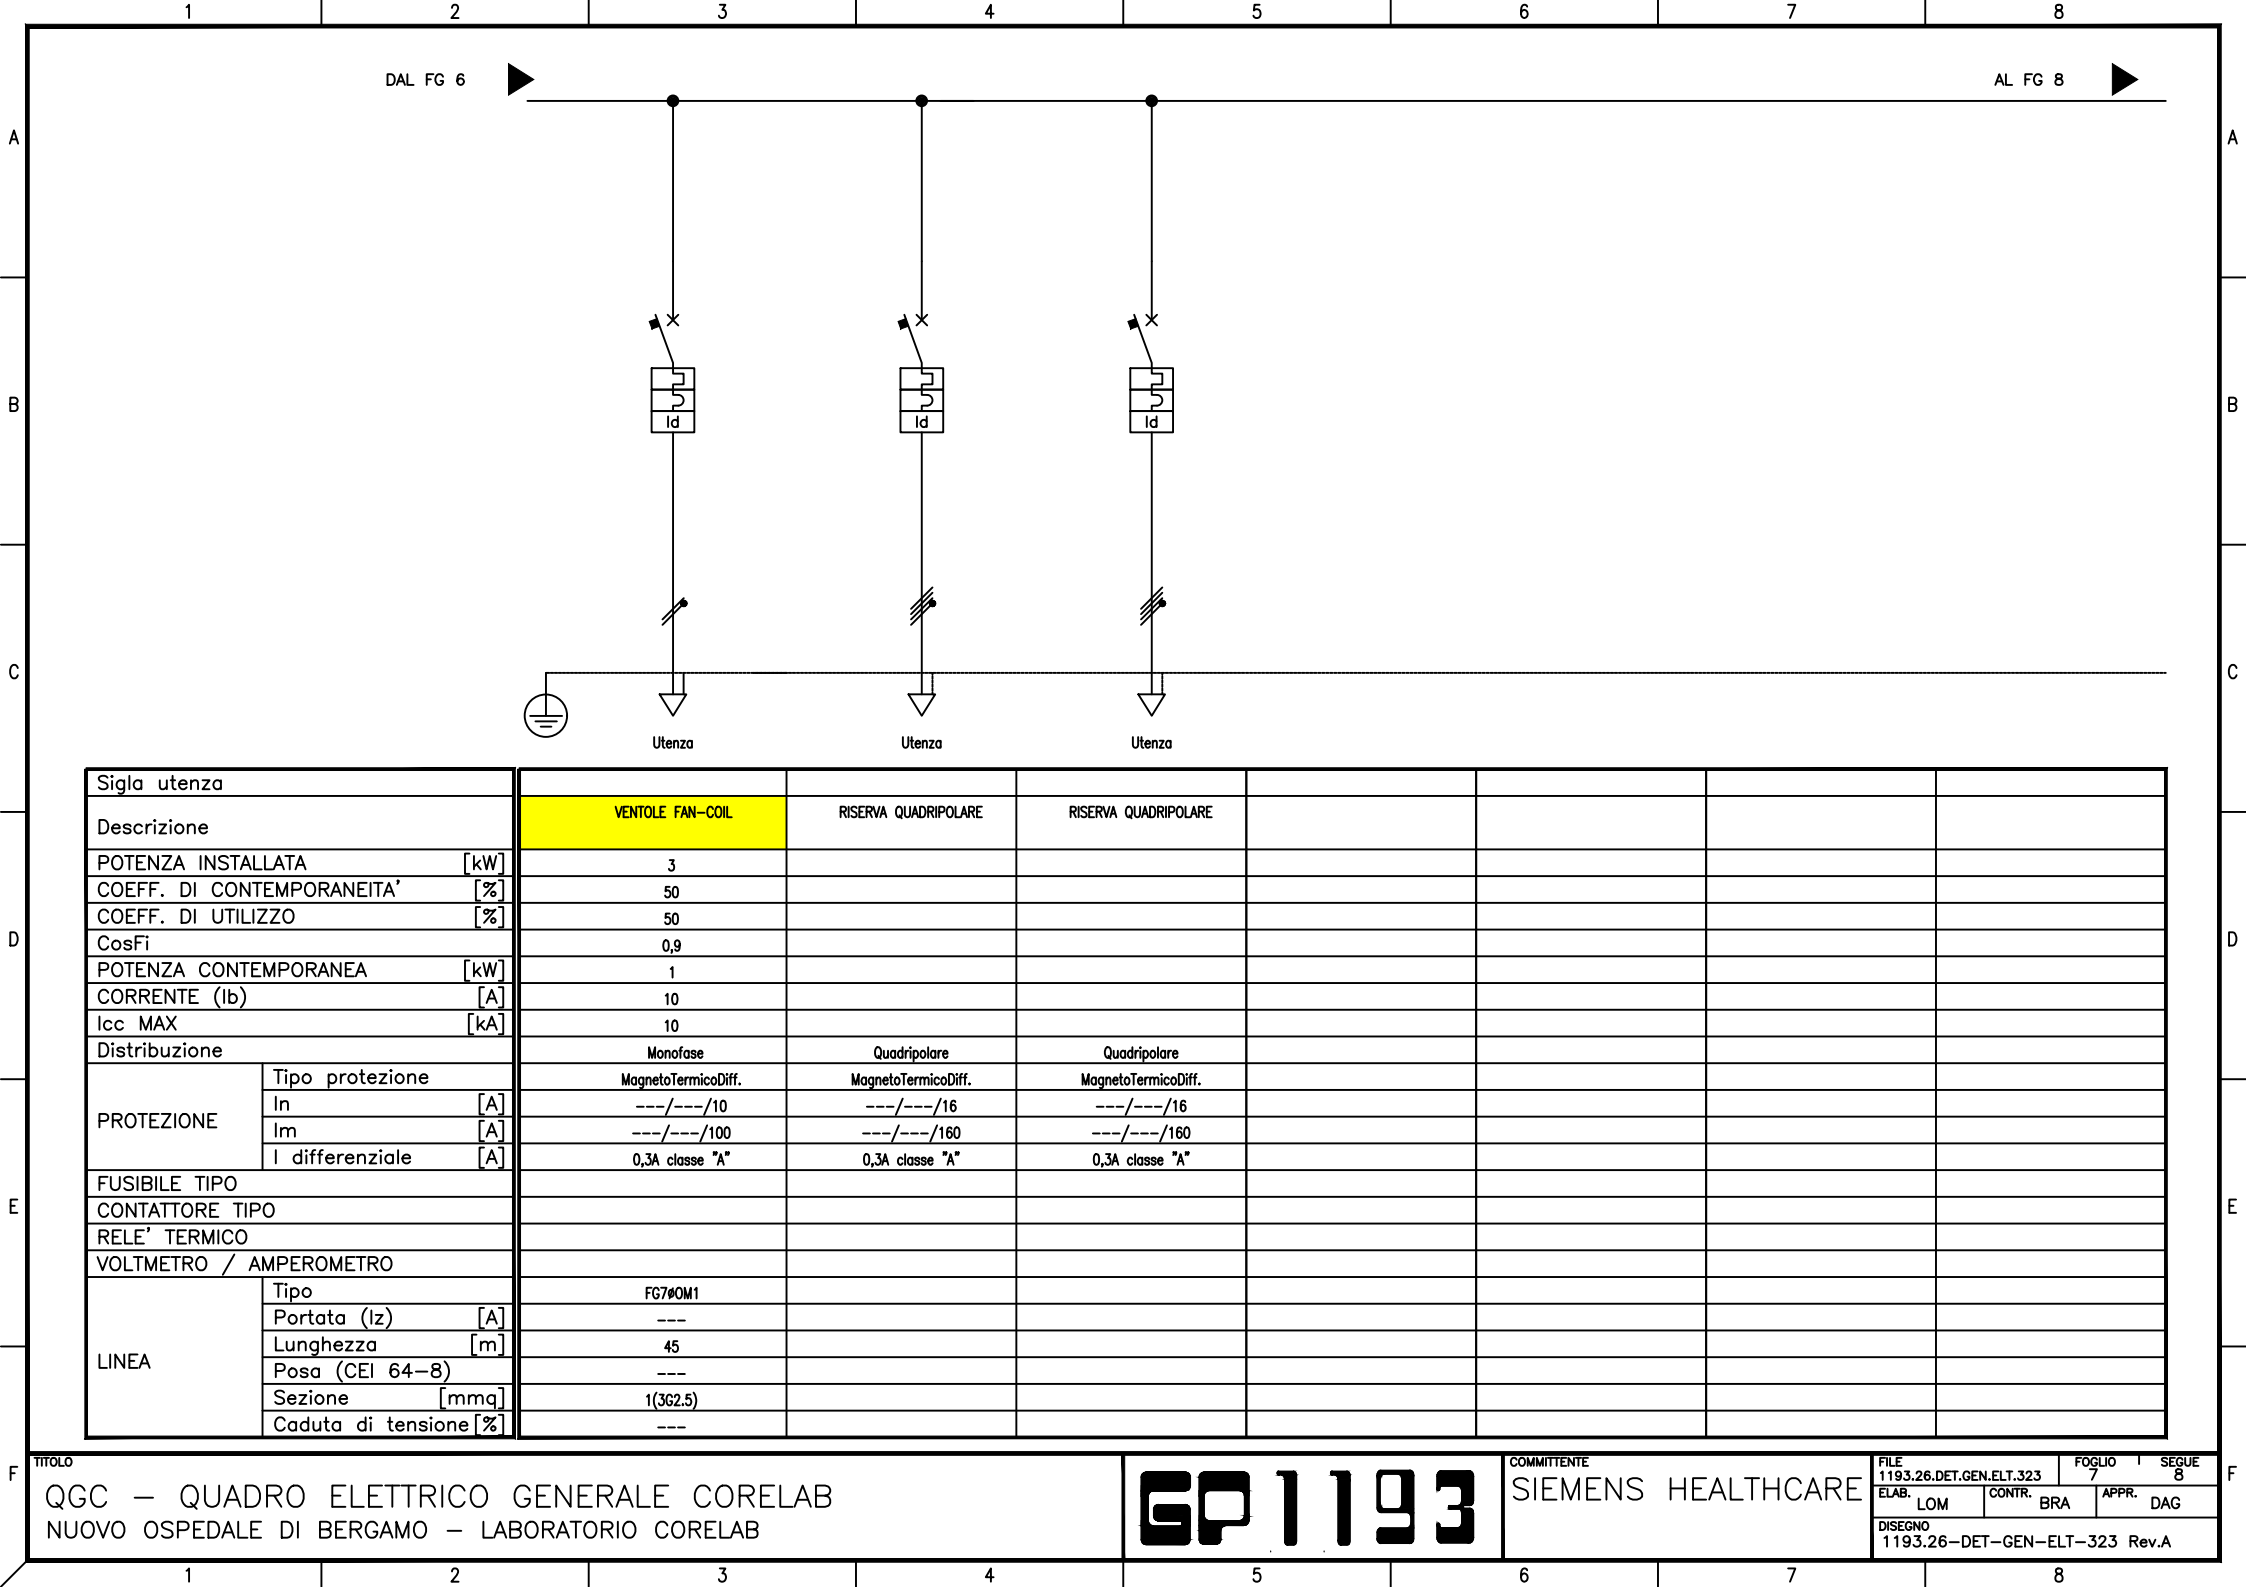 1 2 3 4 5 6 7 8
DAL FG 6 AL FG 8
A A
B B
Id Id Id
C C
Utenza Utenza Utenza
Sigla utenza
Descrizione VENTOLE FAN-COIL RISERVA QUADRIPOLARE RISERVA QUADRIPOLARE
POTENZA INSTALLATA [kW] 3
COEFF. DI CONTEMPORANEITA' [%] 50
COEFF. DI UTILIZZO [%] 50
D D
CosFi 0,9
POTENZA CONTEMPORANEA [kW] 1
CORRENTE (Ib) [A] 10
Icc MAX [kA] 10
Distribuzione Monofase Quadripolare Quadripolare
PROTEZIONE
Tipo protezione MagnetoTermicoDiff. MagnetoTermicoDiff. MagnetoTermicoDiff.
In [A] ---/---/10 ---/---/16 ---/---/16
Im [A] ---/---/100 ---/---/160 ---/---/160
I differenziale [A] 0,3A classe "A" 0,3A classe "A" 0,3A classe "A"
FUSIBILE TIPO
CONTATTORE TIPO
E E
RELE' TERMICO
VOLTMETRO / AMPEROMETRO
LINEA
Tipo FG7ØOM1
Portata (Iz) [A] ---
Lunghezza [m] 45
Posa (CEI 64-8) ---
Sezione [mmq] 1(3G2.5)
Caduta di tensione [%] ---
F F
TITOLO
QGC - QUADRO ELETTRICO GENERALE CORELAB
NUOVO OSPEDALE DI BERGAMO - LABORATORIO CORELAB
GP1193
COMMITTENTE
SIEMENS HEALTHCARE
FILE
1193.26.DET.GEN.ELT.323
FOGLIO
7
SEGUE
8
ELAB. LOM CONTR. BRA APPR. DAG
DISEGNO
1193.26-DET-GEN-ELT-323 Rev.A
1 2 3 4 5 6 7 8